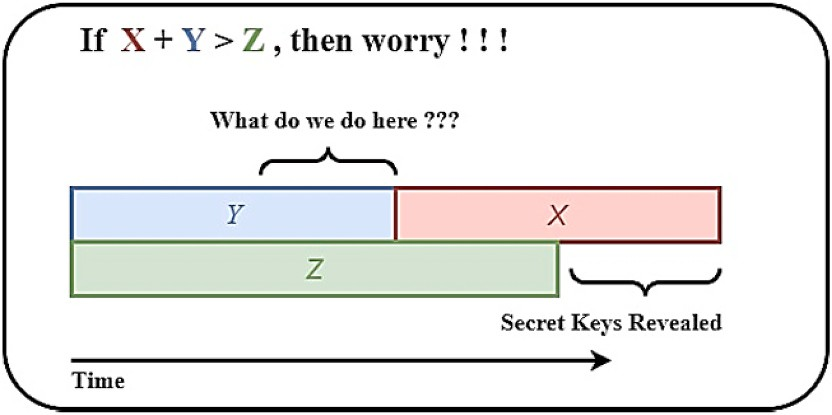 If X + Y > Z , then worry ! ! !
What do we do here ???
Y
X
Z
Secret Keys Revealed
Time